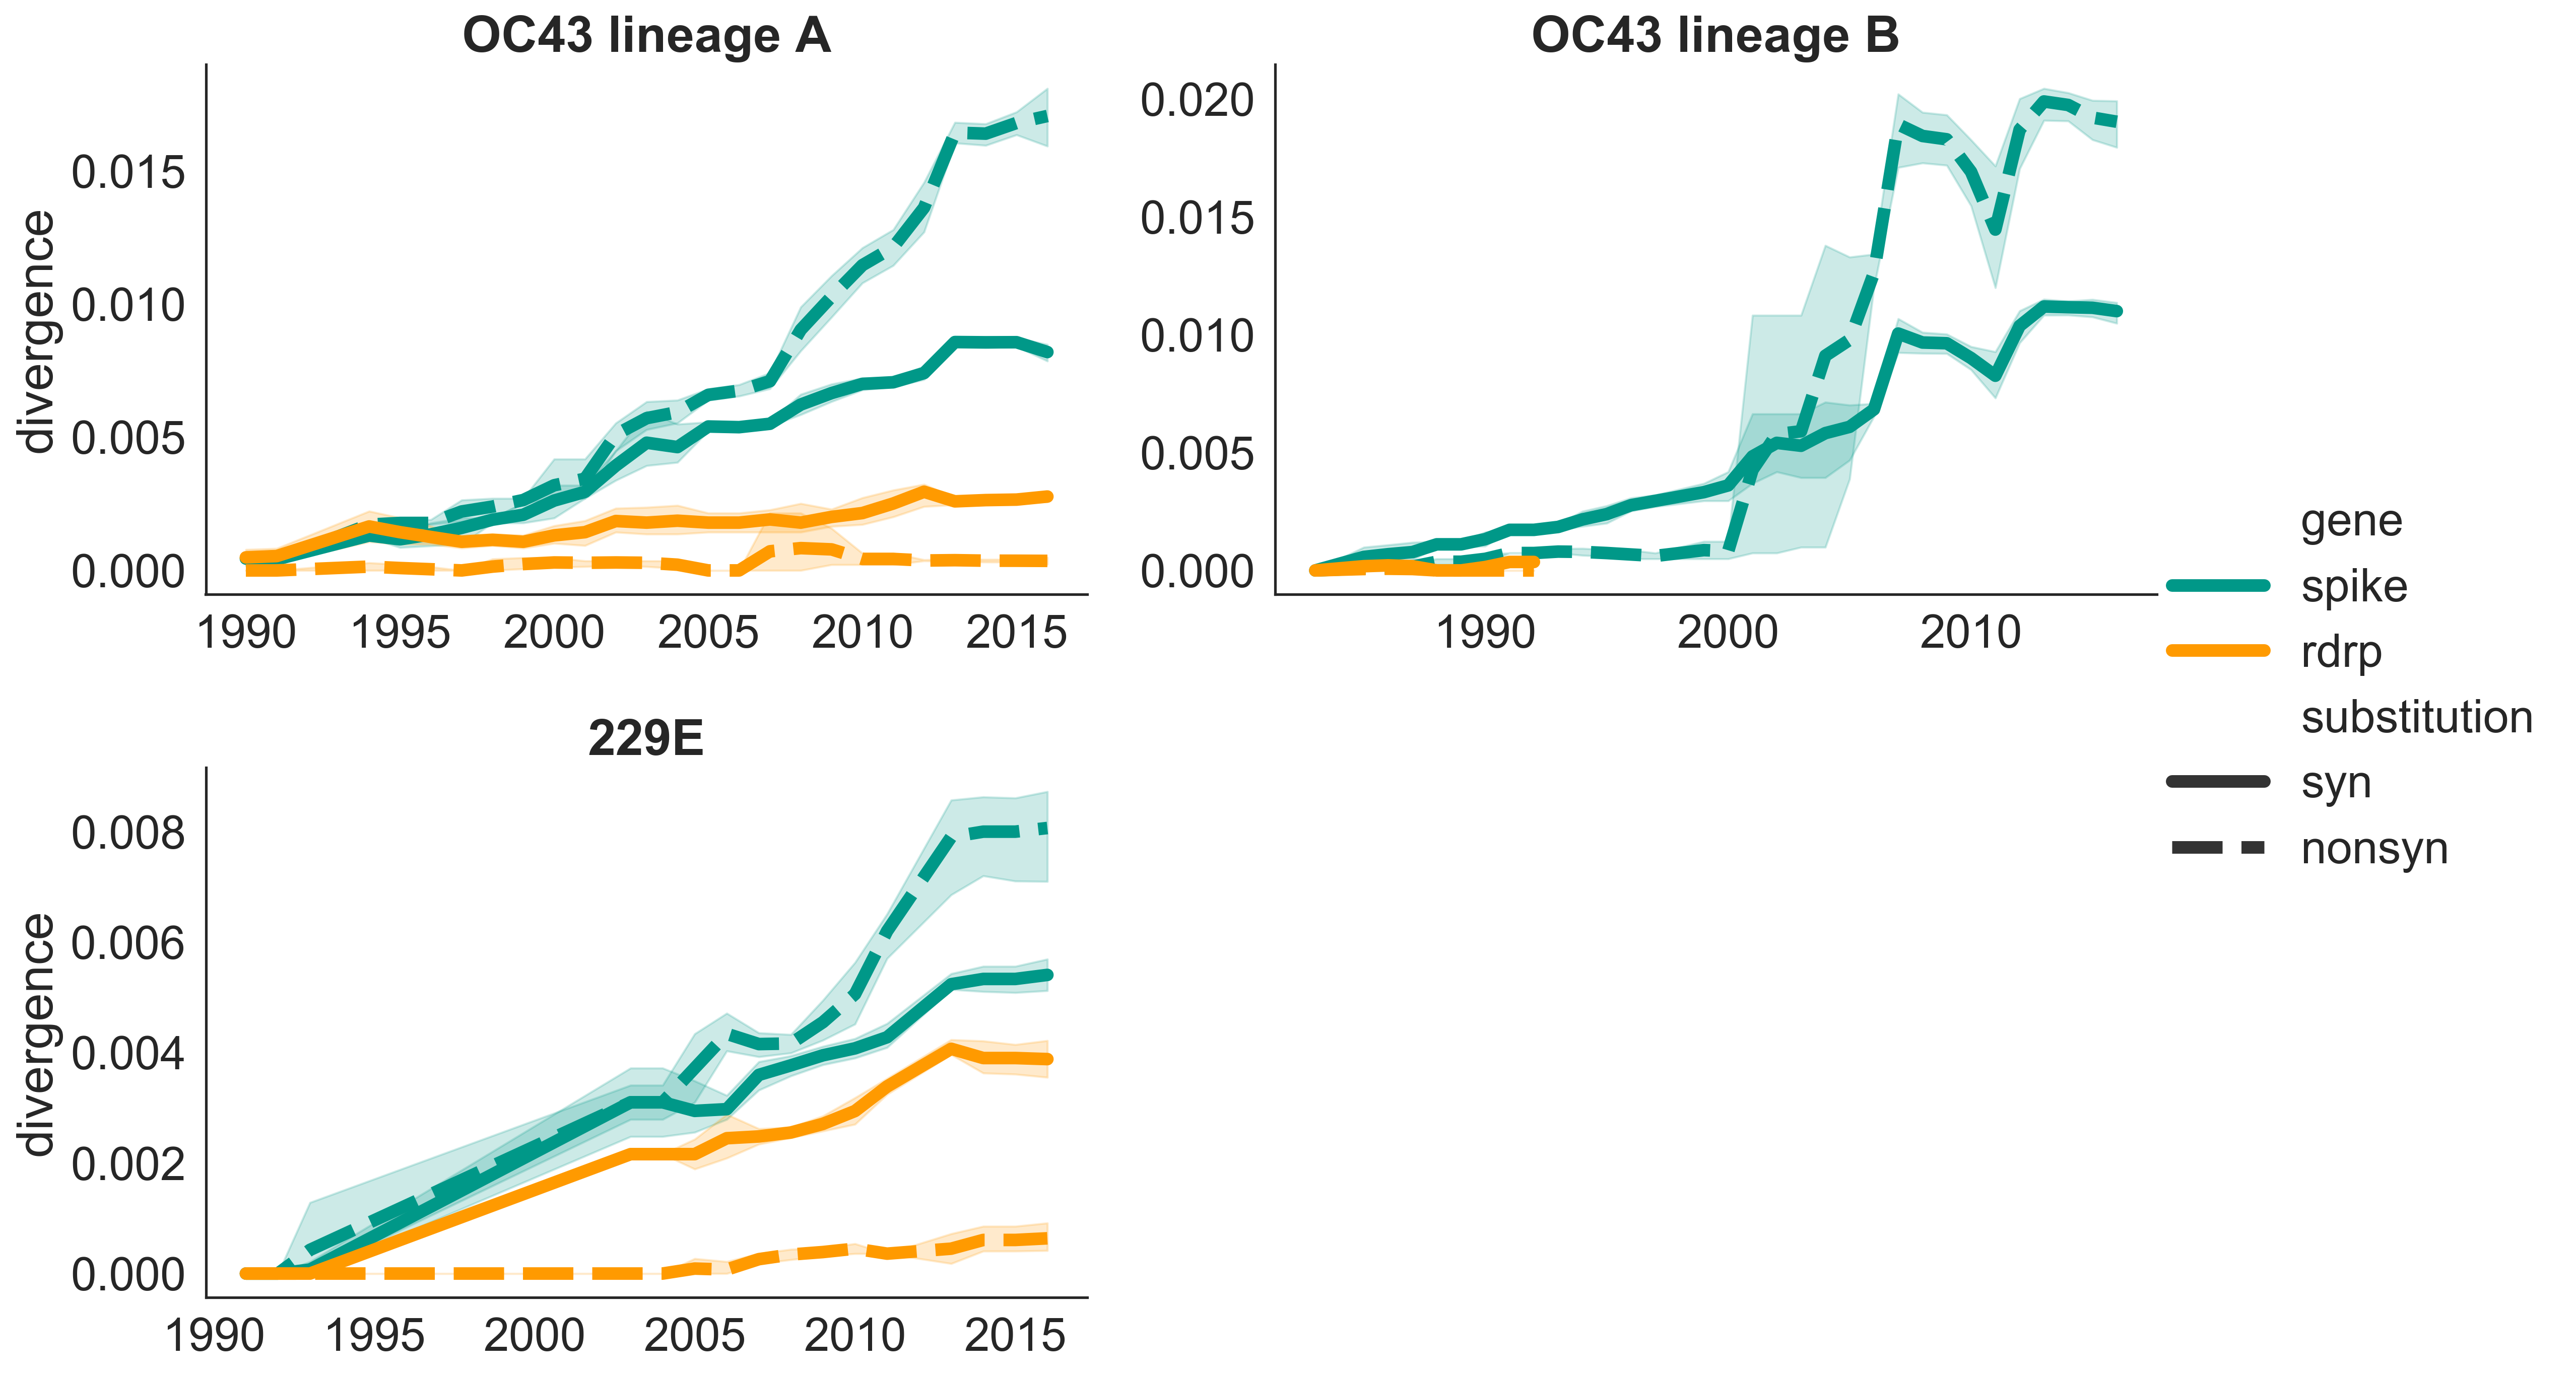 OC43 lineage A
divergence
0.015
0.010
0.005
0.000
1990 1995 2000 2005 2010 2015
OC43 lineage B
0.020
0.015
0.010
0.005
0.000
1990 2000 2010
229E
divergence
0.008
0.006
0.004
0.002
0.000
1990 1995 2000 2005 2010 2015
gene
spike
rdrp
substitution
syn
nonsyn